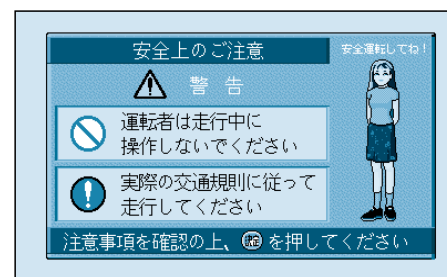 安全上のご注意
安全運転してね!
警告
運転者は走行中に
操作しないでください
実際の交通規則に従って
走行してください
注意事項を確認の上、を押してください